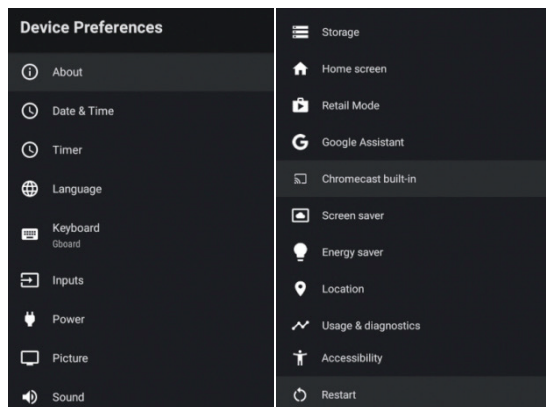 Device Preferences
About
Date & Time
Timer
Language
Keyboard
Gboard
Inputs
Power
Picture
Sound
Storage
Home screen
Retail Mode
Google Assistant
Chromecast built-in
Screen saver
Energy saver
Location
Usage & diagnostics
Accessibility
Restart